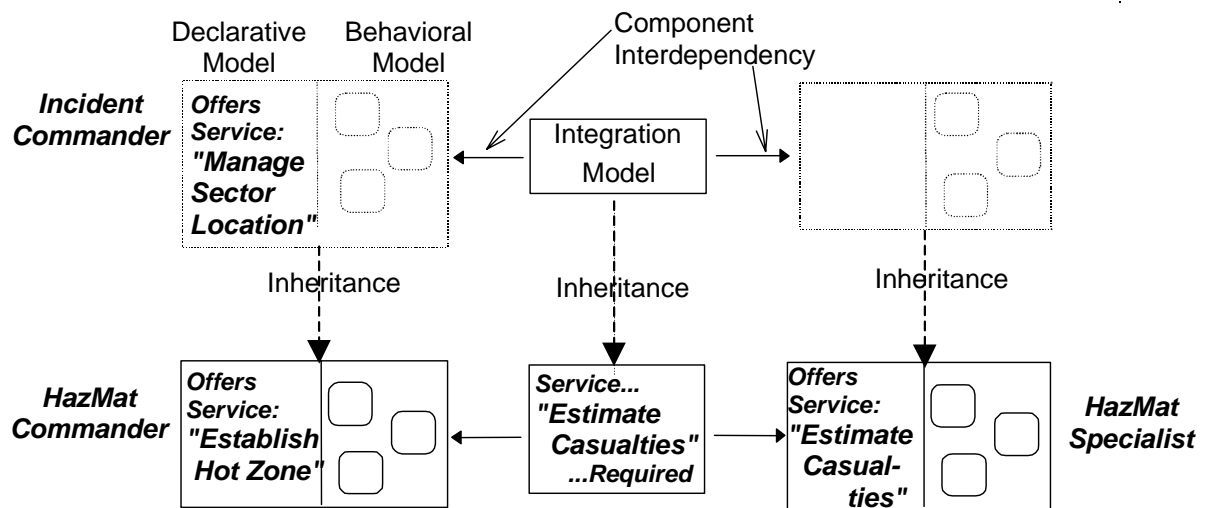 Declarative
Model
Behavioral
Model
Component
Interdependency
Incident
Commander
Offers
Service:
"Manage
Sector
Location"
Integration
Model
Inheritance
Inheritance
Inheritance
HazMat
Commander
Offers
Service:
"Establish
Hot Zone"
Service...
"Estimate
Casualties"
...Required
Offers
Service:
"Estimate
Casual-
ties"
HazMat
Specialist